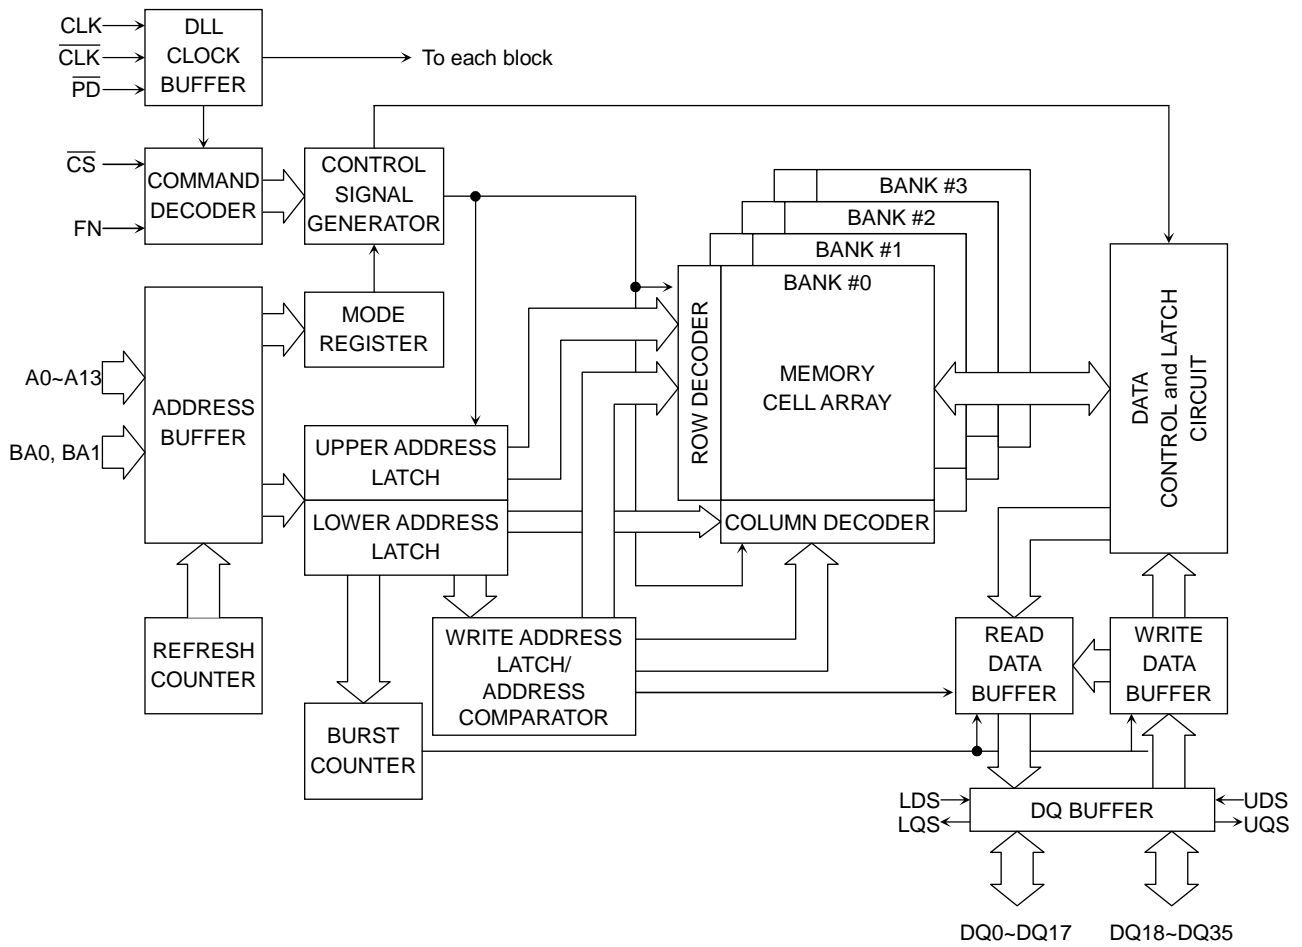 CLK
CLK
PD
DLL
CLOCK
BUFFER
To each block
CS
FN
COMMAND
DECODER
CONTROL
SIGNAL
GENERATOR
BANK #3
BANK #2
BANK #1
BANK #0
MODE
REGISTER
A0~A13
BA0, BA1
ADDRESS
BUFFER
ROW DECODER
MEMORY
CELL ARRAY
DATA
CONTROL and LATCH
CIRCUIT
UPPER ADDRESS
LATCH
LOWER ADDRESS
LATCH
COLUMN DECODER
REFRESH
COUNTER
WRITE ADDRESS
LATCH/
ADDRESS
COMPARATOR
READ
DATA
BUFFER
WRITE
DATA
BUFFER
BURST
COUNTER
LDS
LQS
DQ BUFFER
UDS
UQS
DQ0~DQ17
DQ18~DQ35